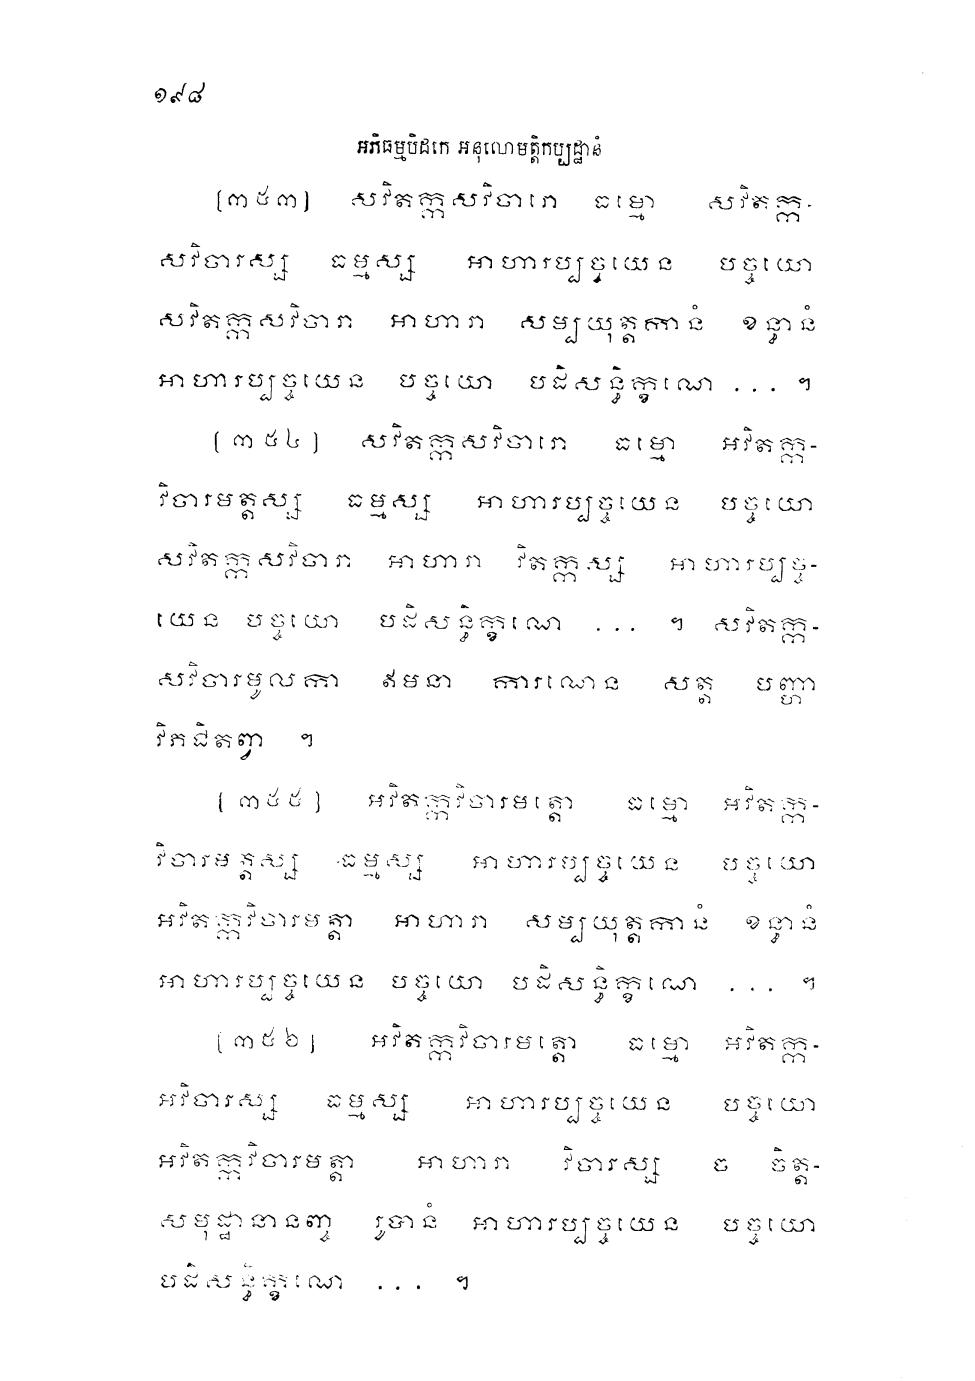 ១៩៨
អភិធម្មបិដកេ អនុលោមត្តិកប្បដ្ឋានំ
[៣៥៣] សវិតក្កសវិចារោ ធម្មោ សវិតក្ក-
សវិចារស្ស ធម្មស្ស អាហារប្បច្ចយេន បច្ចយោ
សវិតក្កសវិចារា អាហារា សម្បយុត្តកានំ ខន្ធានំ
អាហារប្បច្ចយេន បច្ចយោ បដិសន្ធិក្ខណេ ... ។
[៣៥៤] សវិតក្កសវិចារោ ធម្មោ អវិតក្ក-
វិចារមត្តស្ស ធម្មស្ស អាហារប្បច្ចយេន បច្ចយោ
សវិតក្កសវិចារា អាហារា វិតក្កស្ស អាហារប្បច្ច-
យេន បច្ចយោ បដិសន្ធិក្ខណេ ... ។ សវិតក្ក-
សវិចារមូលកា ឥមិនា ការណេន សត្ត បញ្ហា
វិភជិតញ្វា ។
[៣៥៥] អវិតក្កវិចារមត្តោ ធម្មោ អវិតក្ក-
វិចារមត្តស្ស ធម្មស្ស អាហារប្បច្ចយេន បច្ចយោ
អវិតក្កវិចារមត្តា អាហារា សម្បយុត្តកានំ ខន្ធានំ
អាហារប្បច្ចយេន បច្ចយោ បដិសន្ធិក្ខណេ ... ។
[៣៥៦] អវិតក្កវិចារមត្តោ ធម្មោ អវិតក្ក-
អវិចារស្ស ធម្មស្ស អាហារប្បច្ចយេន បច្ចយោ
អវិតក្កវិចារមត្តា អាហារា វិចារស្ស ច ចិត្ត-
សមុដ្ឋានានញ្ច រូបានំ អាហារប្បច្ចយេន បច្ចយោ
បដិសន្ធិក្ខណេ ... ។